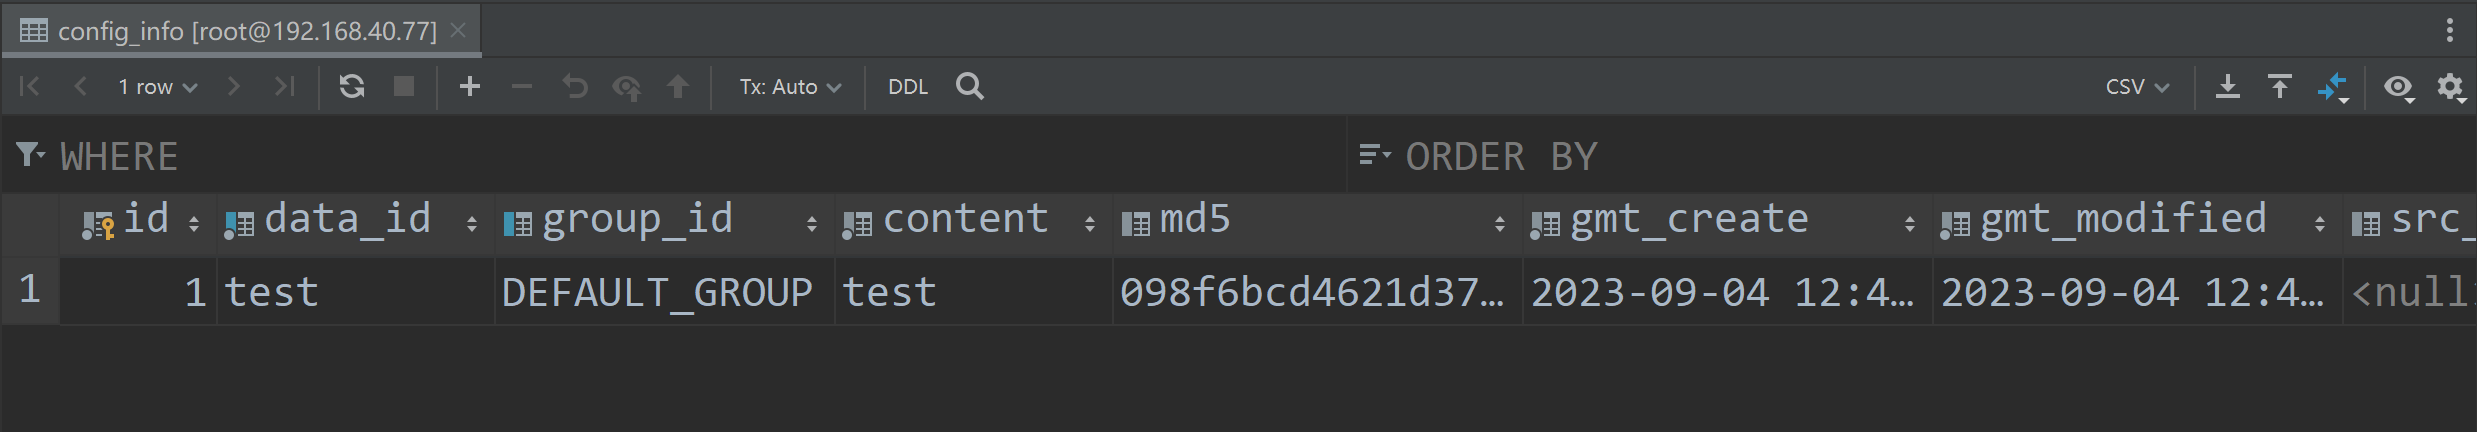 config_info [root@192.168.40.77]
1 row Tx: Auto DDL CSV
WHERE ORDER BY
id data_id group_id content md5 gmt_create gmt_modified src_
1 1 test DEFAULT_GROUP test 098f6bcd4621d37… 2023-09-04 12:4… 2023-09-04 12:4… <null>